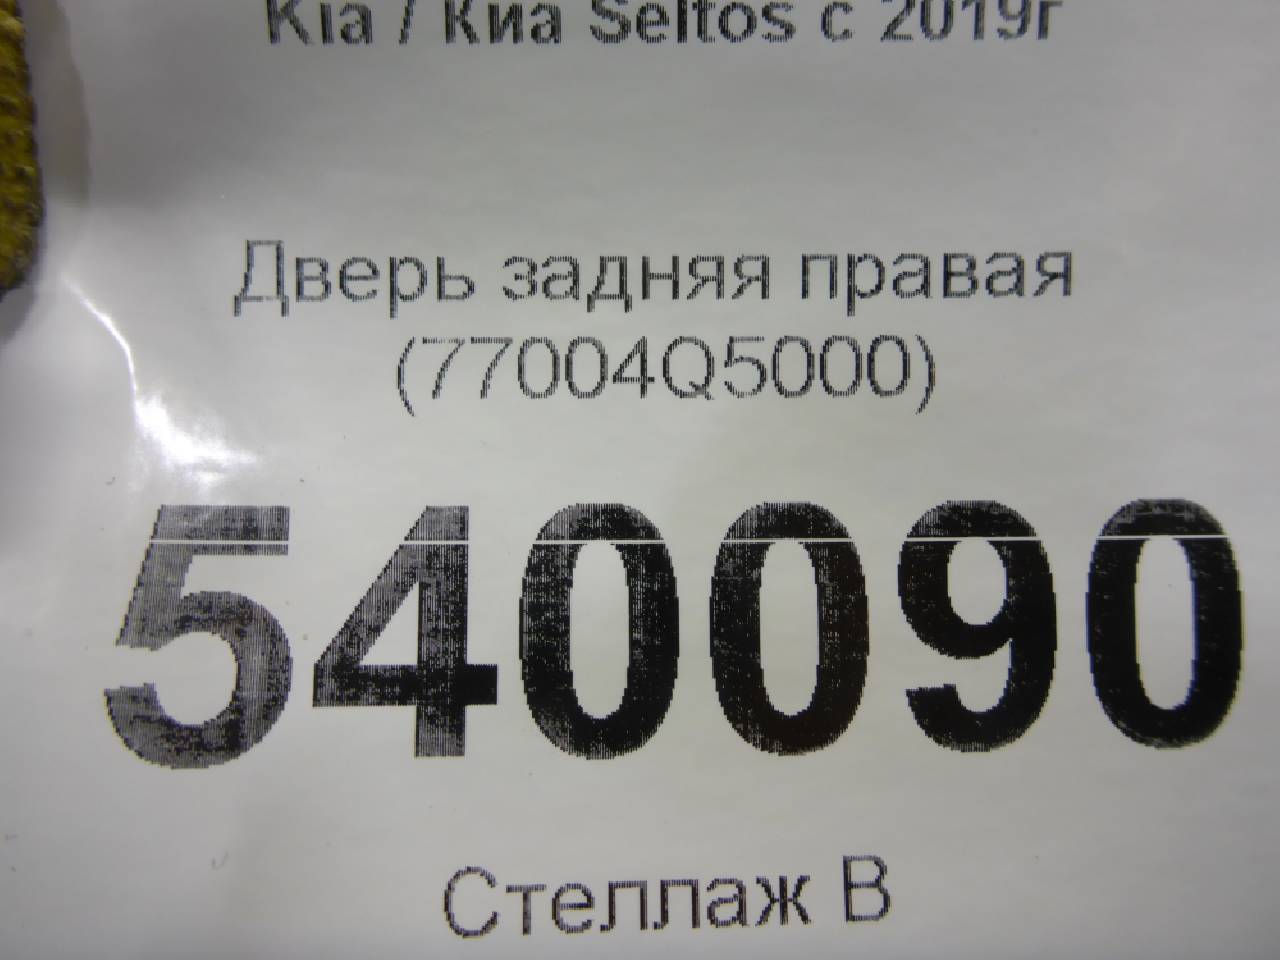 Kia / Киа Seltos с 2019г
Дверь задняя правая
(77004Q5000)
540090
Стеллаж В